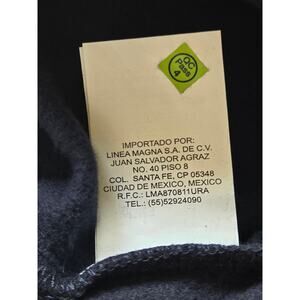 QC
Pass
4
IMPORTADO POR:
LINEA MAGNA S.A. DE C.V.
JUAN SALVADOR AGRAZ
NO. 40 PISO 8
COL. SANTA FE, CP 05348
CIUDAD DE MEXICO, MEXICO
R.F.C.: LMA870811URA
TEL.: (55)52924090